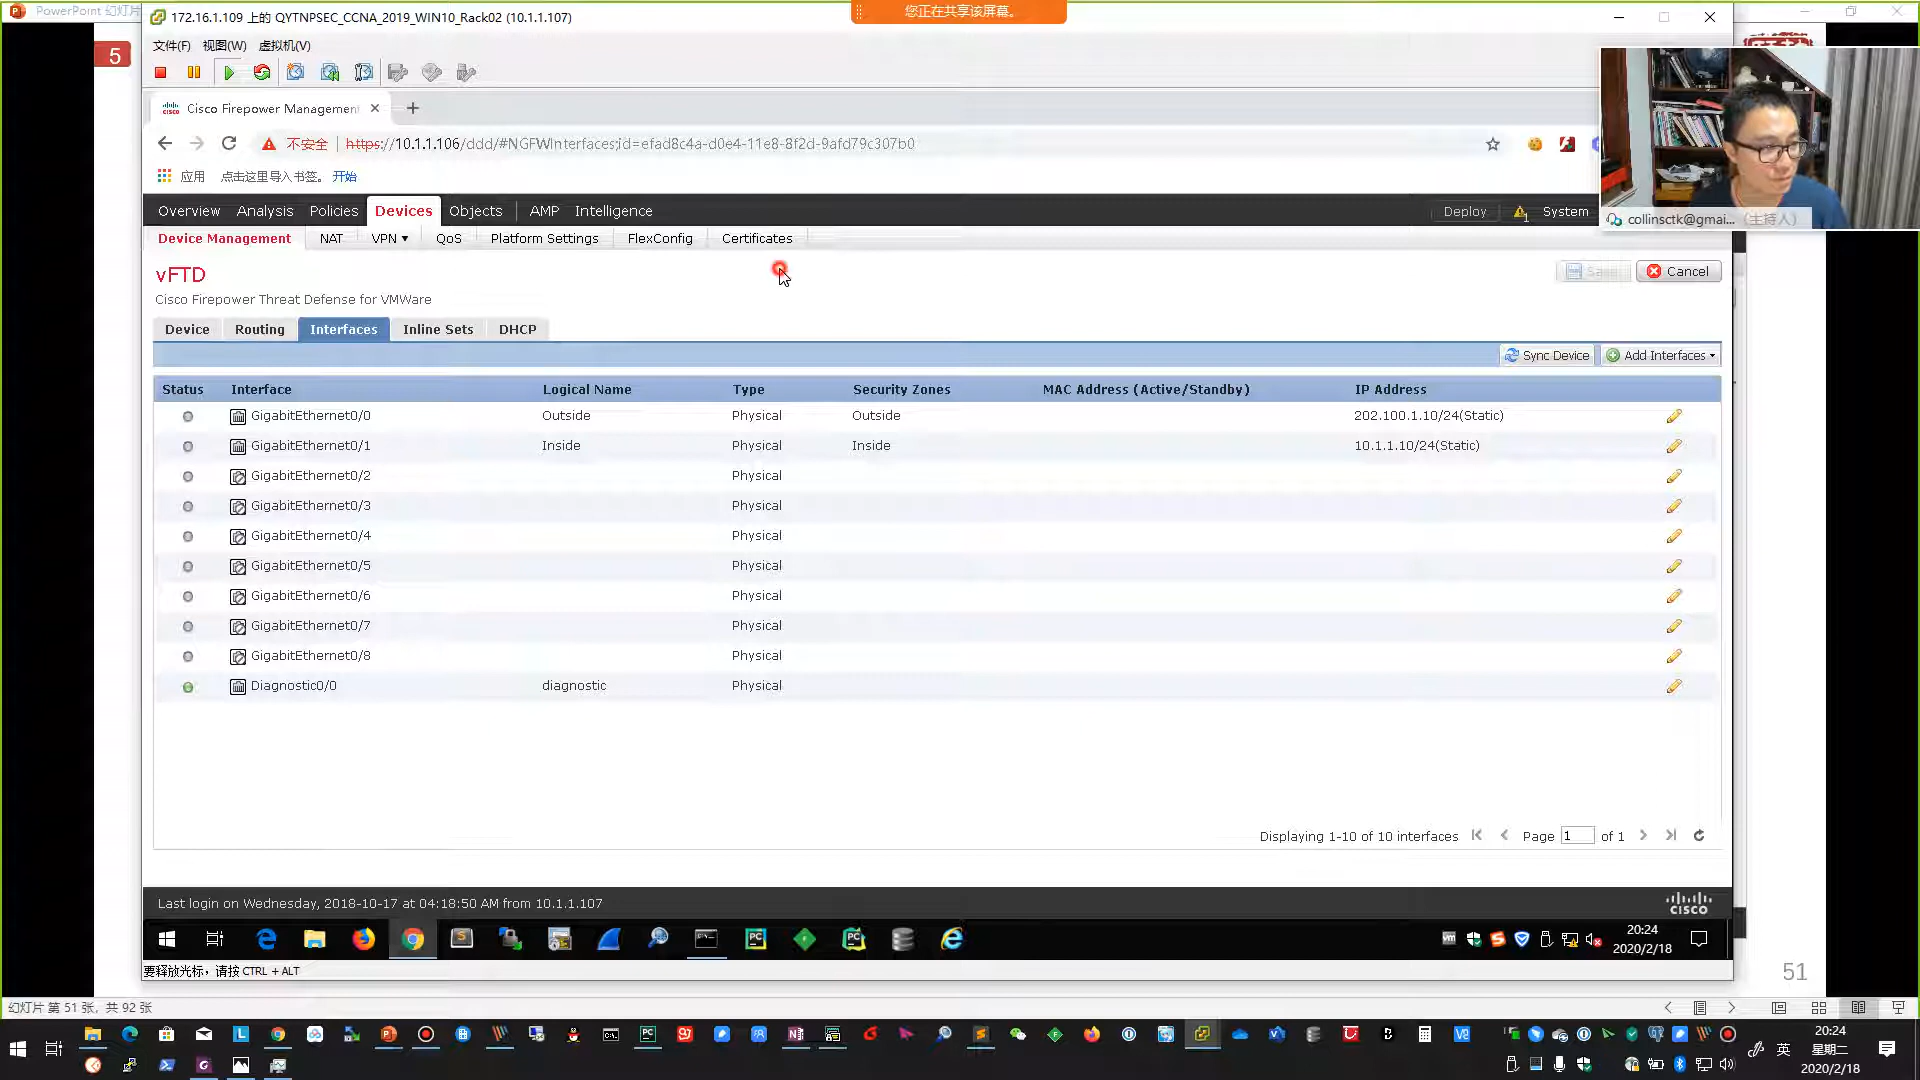 PowerPoint 幻灯片
您正在共享该屏幕。
172.16.1.109 上的 QYTNPSEC_CCNA_2019_WIN10_Rack02 (10.1.1.107)
5
文件(F) 视图(W) 虚拟机(V)
Cisco Firepower Management
不安全 https://10.1.1.106/ddd/#NGFWInterfaces;id=efad8c4a-d0e4-11e8-8f2d-9afd79c307b0
应用 点击这里导入书签。 开始
Overview Analysis Policies Devices Objects AMP Intelligence Deploy 1 System
collinsctk@gmai... (主持人)
Device Management NAT VPN QoS Platform Settings FlexConfig Certificates
vFTD
Save Cancel
Cisco Firepower Threat Defense for VMWare
Device Routing Interfaces Inline Sets DHCP
Sync Device Add Interfaces
Status Interface Logical Name Type Security Zones MAC Address (Active/Standby) IP Address
GigabitEthernet0/0 Outside Physical Outside 202.100.1.10/24(Static)
GigabitEthernet0/1 Inside Physical Inside 10.1.1.10/24(Static)
GigabitEthernet0/2 Physical
GigabitEthernet0/3 Physical
GigabitEthernet0/4 Physical
GigabitEthernet0/5 Physical
GigabitEthernet0/6 Physical
GigabitEthernet0/7 Physical
GigabitEthernet0/8 Physical
Diagnostic0/0 diagnostic Physical
Displaying 1-10 of 10 interfaces Page 1 of 1
Last login on Wednesday, 2018-10-17 at 04:18:50 AM from 10.1.1.107
CISCO
20:24
2020/2/18
要释放光标，请按 CTRL + ALT
51
幻灯片 第 51 张，共 92 张
20:24
英 星期二
2020/2/18